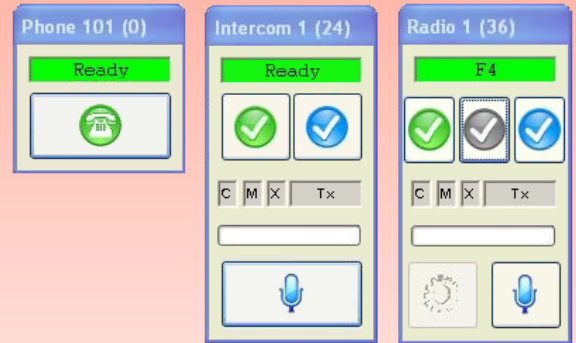 Phone 101 (0)
Ready
Intercom 1 (24)
Ready
C M X Tx
Radio 1 (36)
F4
C M X Tx